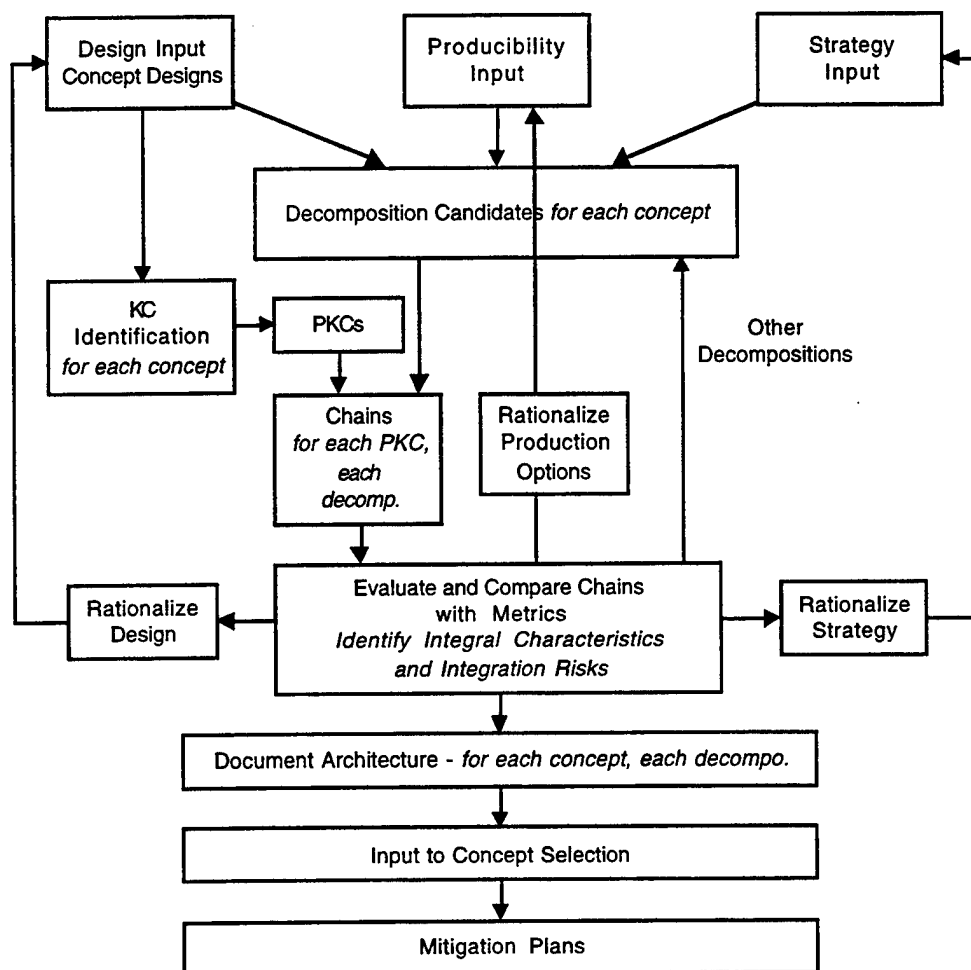 Design Input
Concept Designs
Producibility
Input
Strategy
Input
Decomposition Candidates for each concept
KC
Identification
for each concept
PKCs
Other
Decompositions
Chains
for each PKC,
each
decomp.
Rationalize
Production
Options
Rationalize
Design
Evaluate and Compare Chains
with Metrics
Identify Integral Characteristics
and Integration Risks
Rationalize
Strategy
Document Architecture - for each concept, each decompo.
Input to Concept Selection
Mitigation Plans